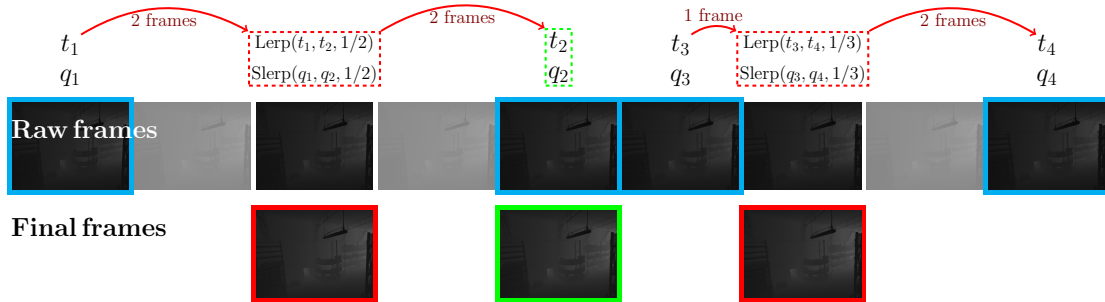 2 frames 2 frames 1 frame 2 frames
t₁ Lerp(t₁, t₂, 1/2) t₂ t₃ Lerp(t₃, t₄, 1/3) t₄
q₁ Slerp(q₁, q₂, 1/2) q₂ q₃ Slerp(q₃, q₄, 1/3) q₄
Raw frames
Final frames